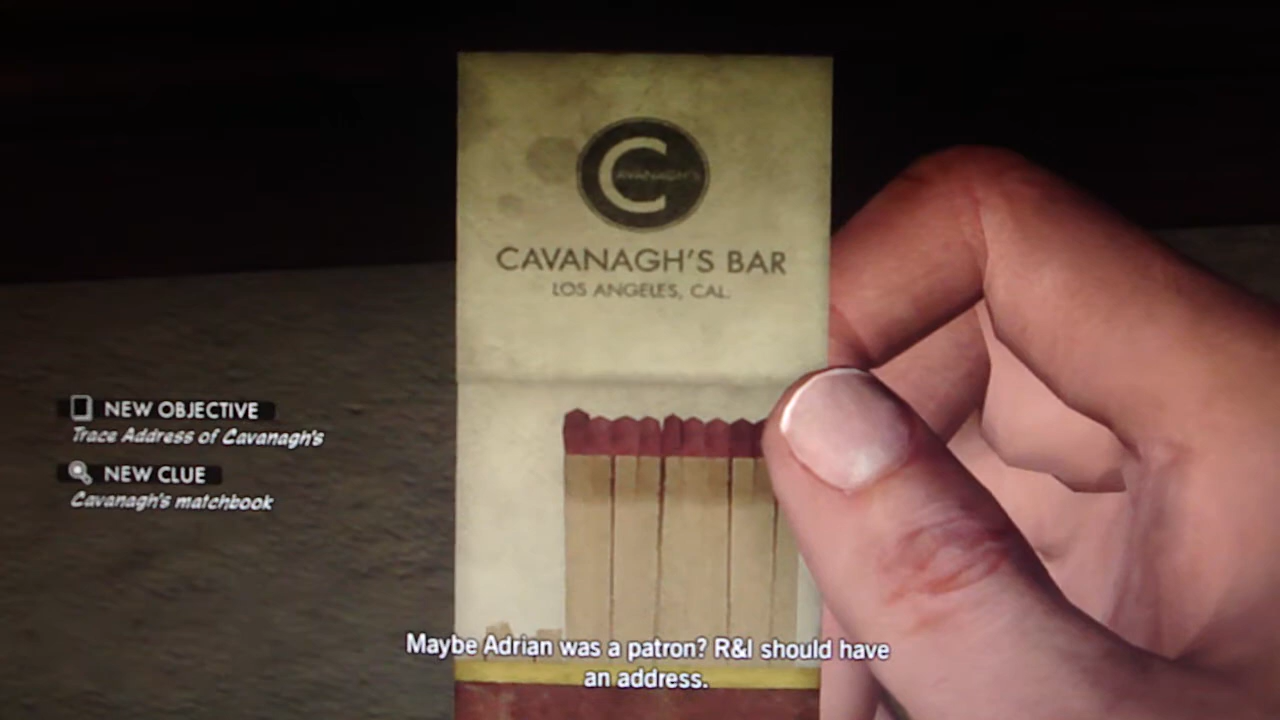 C
CAVANAGH'S
CAVANAGH'S BAR
LOS ANGELES, CAL.
NEW OBJECTIVE
Trace Address of Cavanagh's
NEW CLUE
Cavanagh's matchbook
Maybe Adrian was a patron? R&I should have
an address.